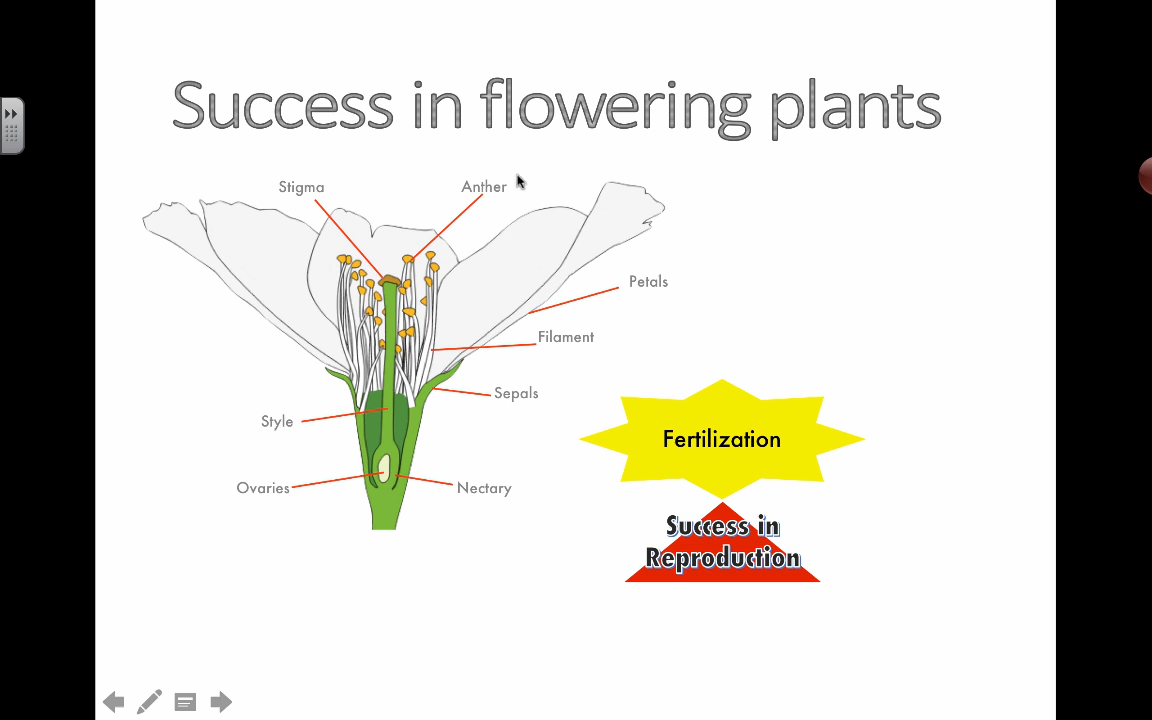 Success in flowering plants
Stigma
Anther
Petals
Filament
Sepals
Style
Ovaries
Nectary
Fertilization
Success in
Reproduction